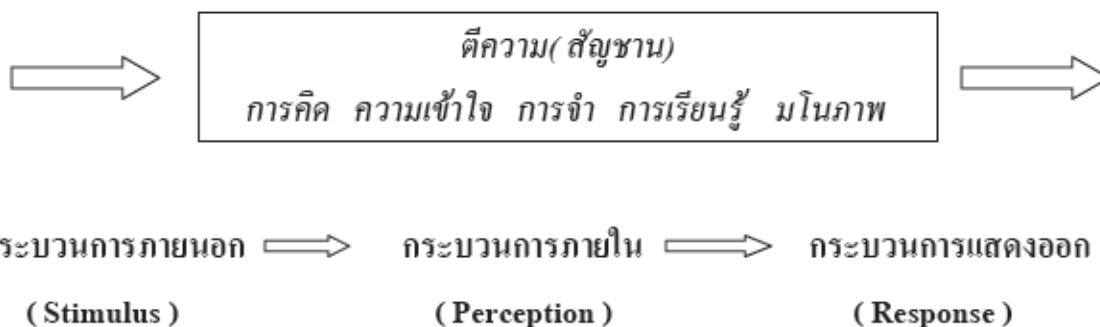 ตีความ( สัญชาน)
การคิด ความเข้าใจ การจำ การเรียนรู้ มโนภาพ
ระบวนการภายนอก กระบวนการภายใน กระบวนการแสดงออก
( Stimulus ) ( Perception ) ( Response )